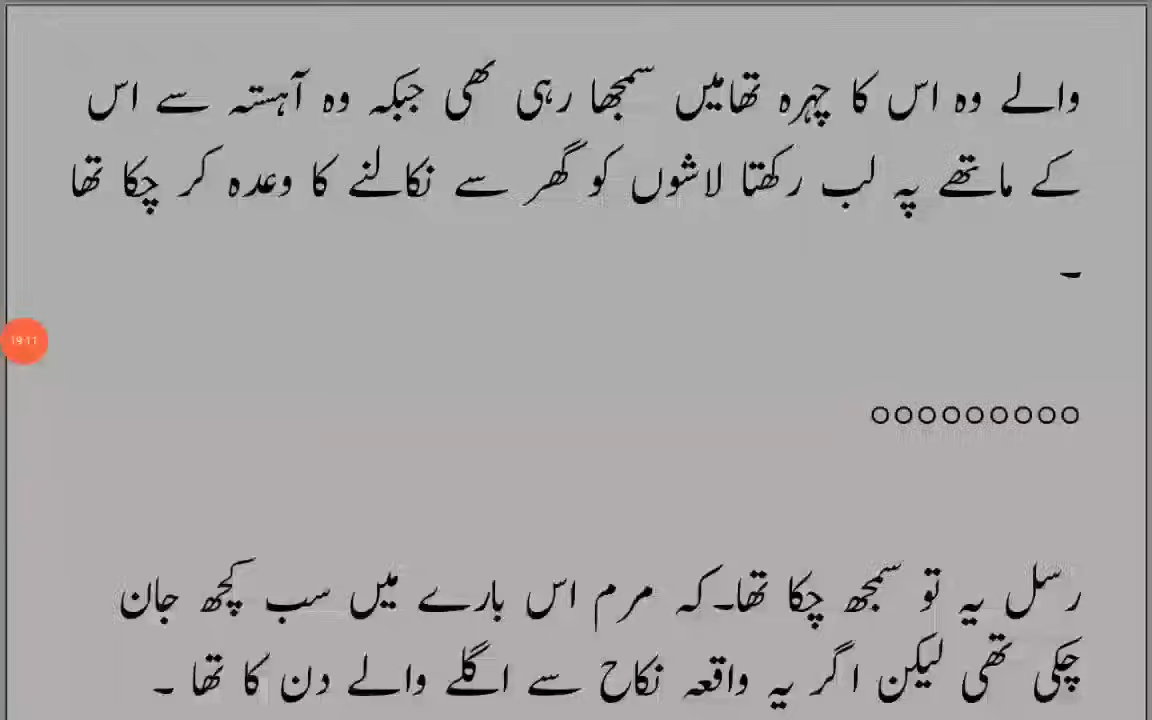 والے وہ اس کا چہرہ تھامیں سمجھا رہی تھی جبکہ وہ آہستہ سے اس
کے ماتھے پہ لب رکھتا لاشوں کو گھر سے نکالنے کا وعدہ کر چکا تھا
۔
19:11
○○○○○○○○○
رسل یہ تو سمجھ چکا تھا۔کہ مرم اس بارے میں سب کچھ جان
چکی تھی لیکن اگر یہ واقعہ نکاح سے اگلے والے دن کا تھا ۔